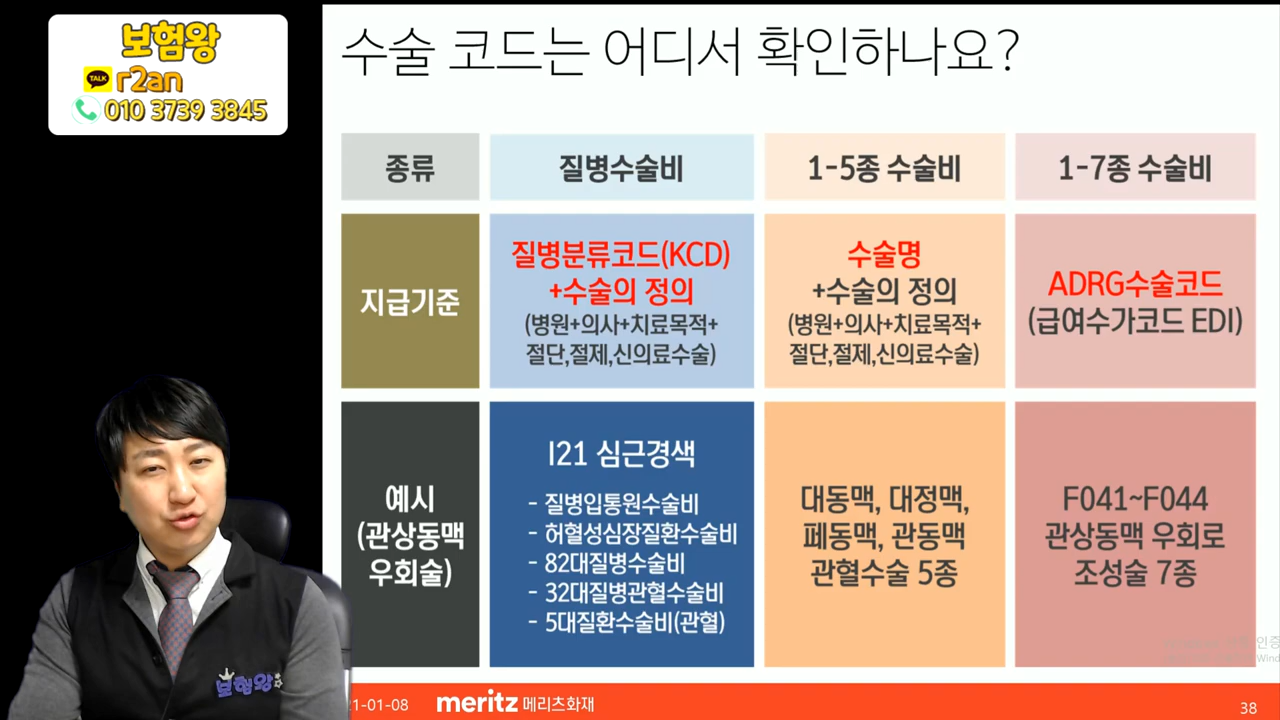 보험왕
TALK r2an
010 3739 3845
수술 코드는 어디서 확인하나요?
종류
질병수술비
1-5종 수술비
1-7종 수술비
지급기준
질병분류코드(KCD)
+수술의 정의
(병원+의사+치료목적+
절단,절제,신의료수술)
수술명
+수술의 정의
(병원+의사+치료목적+
절단,절제,신의료수술)
ADRG수술코드
(급여수가코드 EDI)
예시
(관상동맥
우회술)
I21 심근경색
- 질병입통원수술비
- 허혈성심장질환수술비
- 82대질병수술비
- 32대질병관혈수술비
- 5대질환수술비(관혈)
대동맥, 대정맥,
폐동맥, 관동맥
관혈수술 5종
F041~F044
관상동맥 우회로
조성술 7종
보험왕
1-01-08
meritz 메리츠화재
38